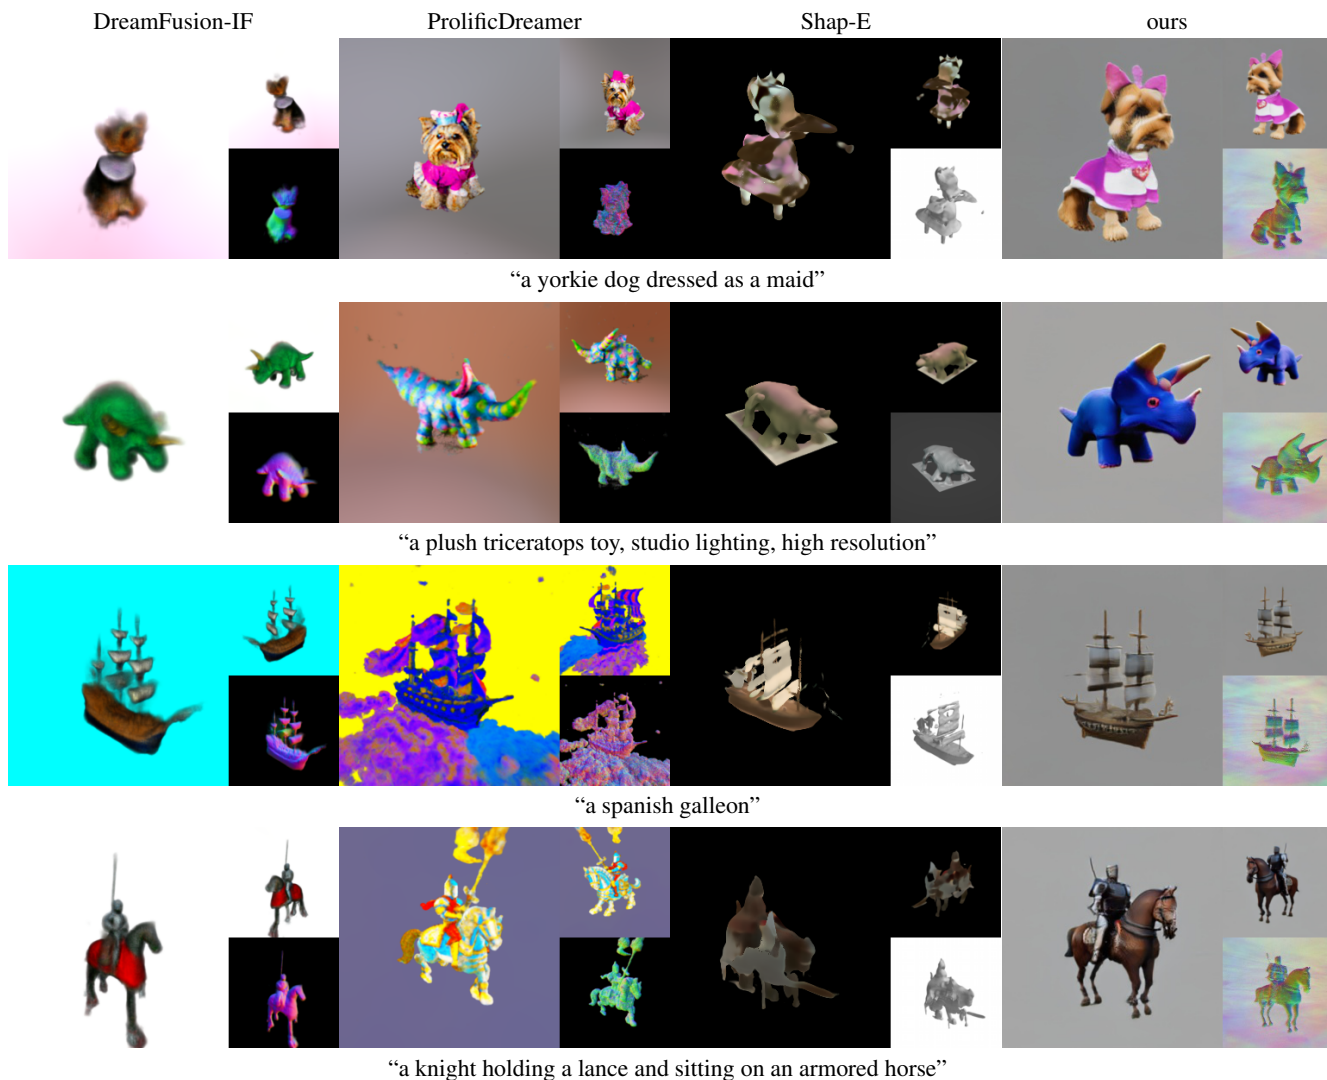 DreamFusion-IF ProlificDreamer Shap-E ours
“a yorkie dog dressed as a maid”
“a plush triceratops toy, studio lighting, high resolution”
“a spanish galleon”
“a knight holding a lance and sitting on an armored horse”